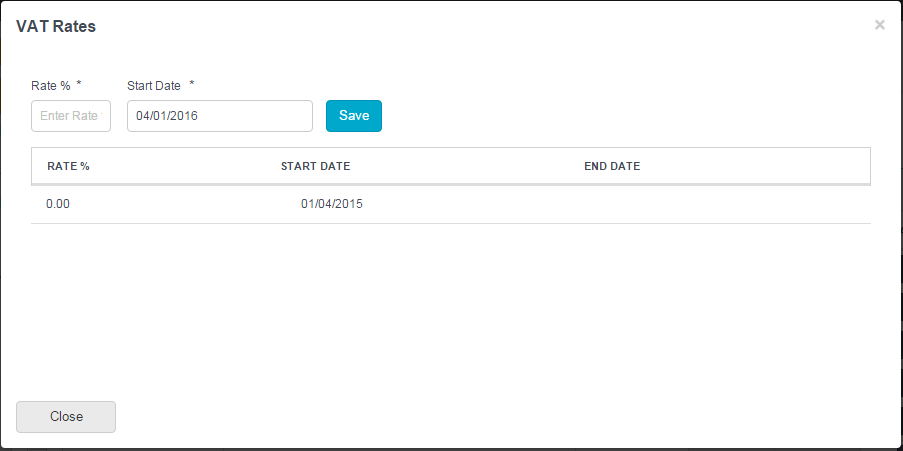 VAT Rates ×
Rate % * Start Date *
Enter Rate 04/01/2016 Save
RATE % START DATE END DATE
0.00 01/04/2015
Close